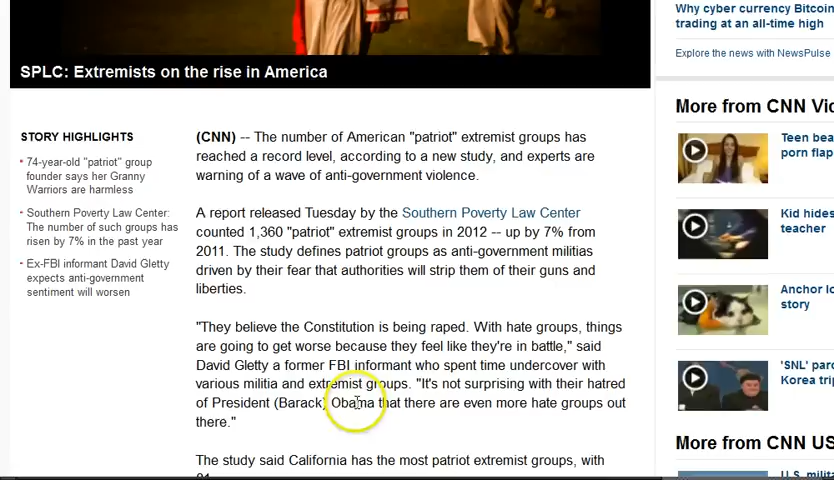 SPLC: Extremists on the rise in America
STORY HIGHLIGHTS
74-year-old "patriot" group
founder says her Granny
Warriors are harmless
Southern Poverty Law Center:
The number of such groups has
risen by 7% in the past year
Ex-FBI informant David Gletty
expects anti-government
sentiment will worsen
(CNN) -- The number of American "patriot" extremist groups has
reached a record level, according to a new study, and experts are
warning of a wave of anti-government violence.
A report released Tuesday by the Southern Poverty Law Center
counted 1,360 "patriot" extremist groups in 2012 -- up by 7% from
2011. The study defines patriot groups as anti-government militias
driven by their fear that authorities will strip them of their guns and
liberties.
"They believe the Constitution is being raped. With hate groups, things
are going to get worse because they feel like they're in battle," said
David Gletty a former FBI informant who spent time undercover with
various militia and extremist groups. "It's not surprising with their hatred
of President (Barack) Obama that there are even more hate groups out
there."
The study said California has the most patriot extremist groups, with
Why cyber currency Bitcoin
trading at an all-time high
Explore the news with NewsPulse
More from CNN Vid
Teen bea
porn flap
Kid hides
teacher
Anchor lo
story
'SNL' paro
Korea trip
More from CNN US
U.S. milita